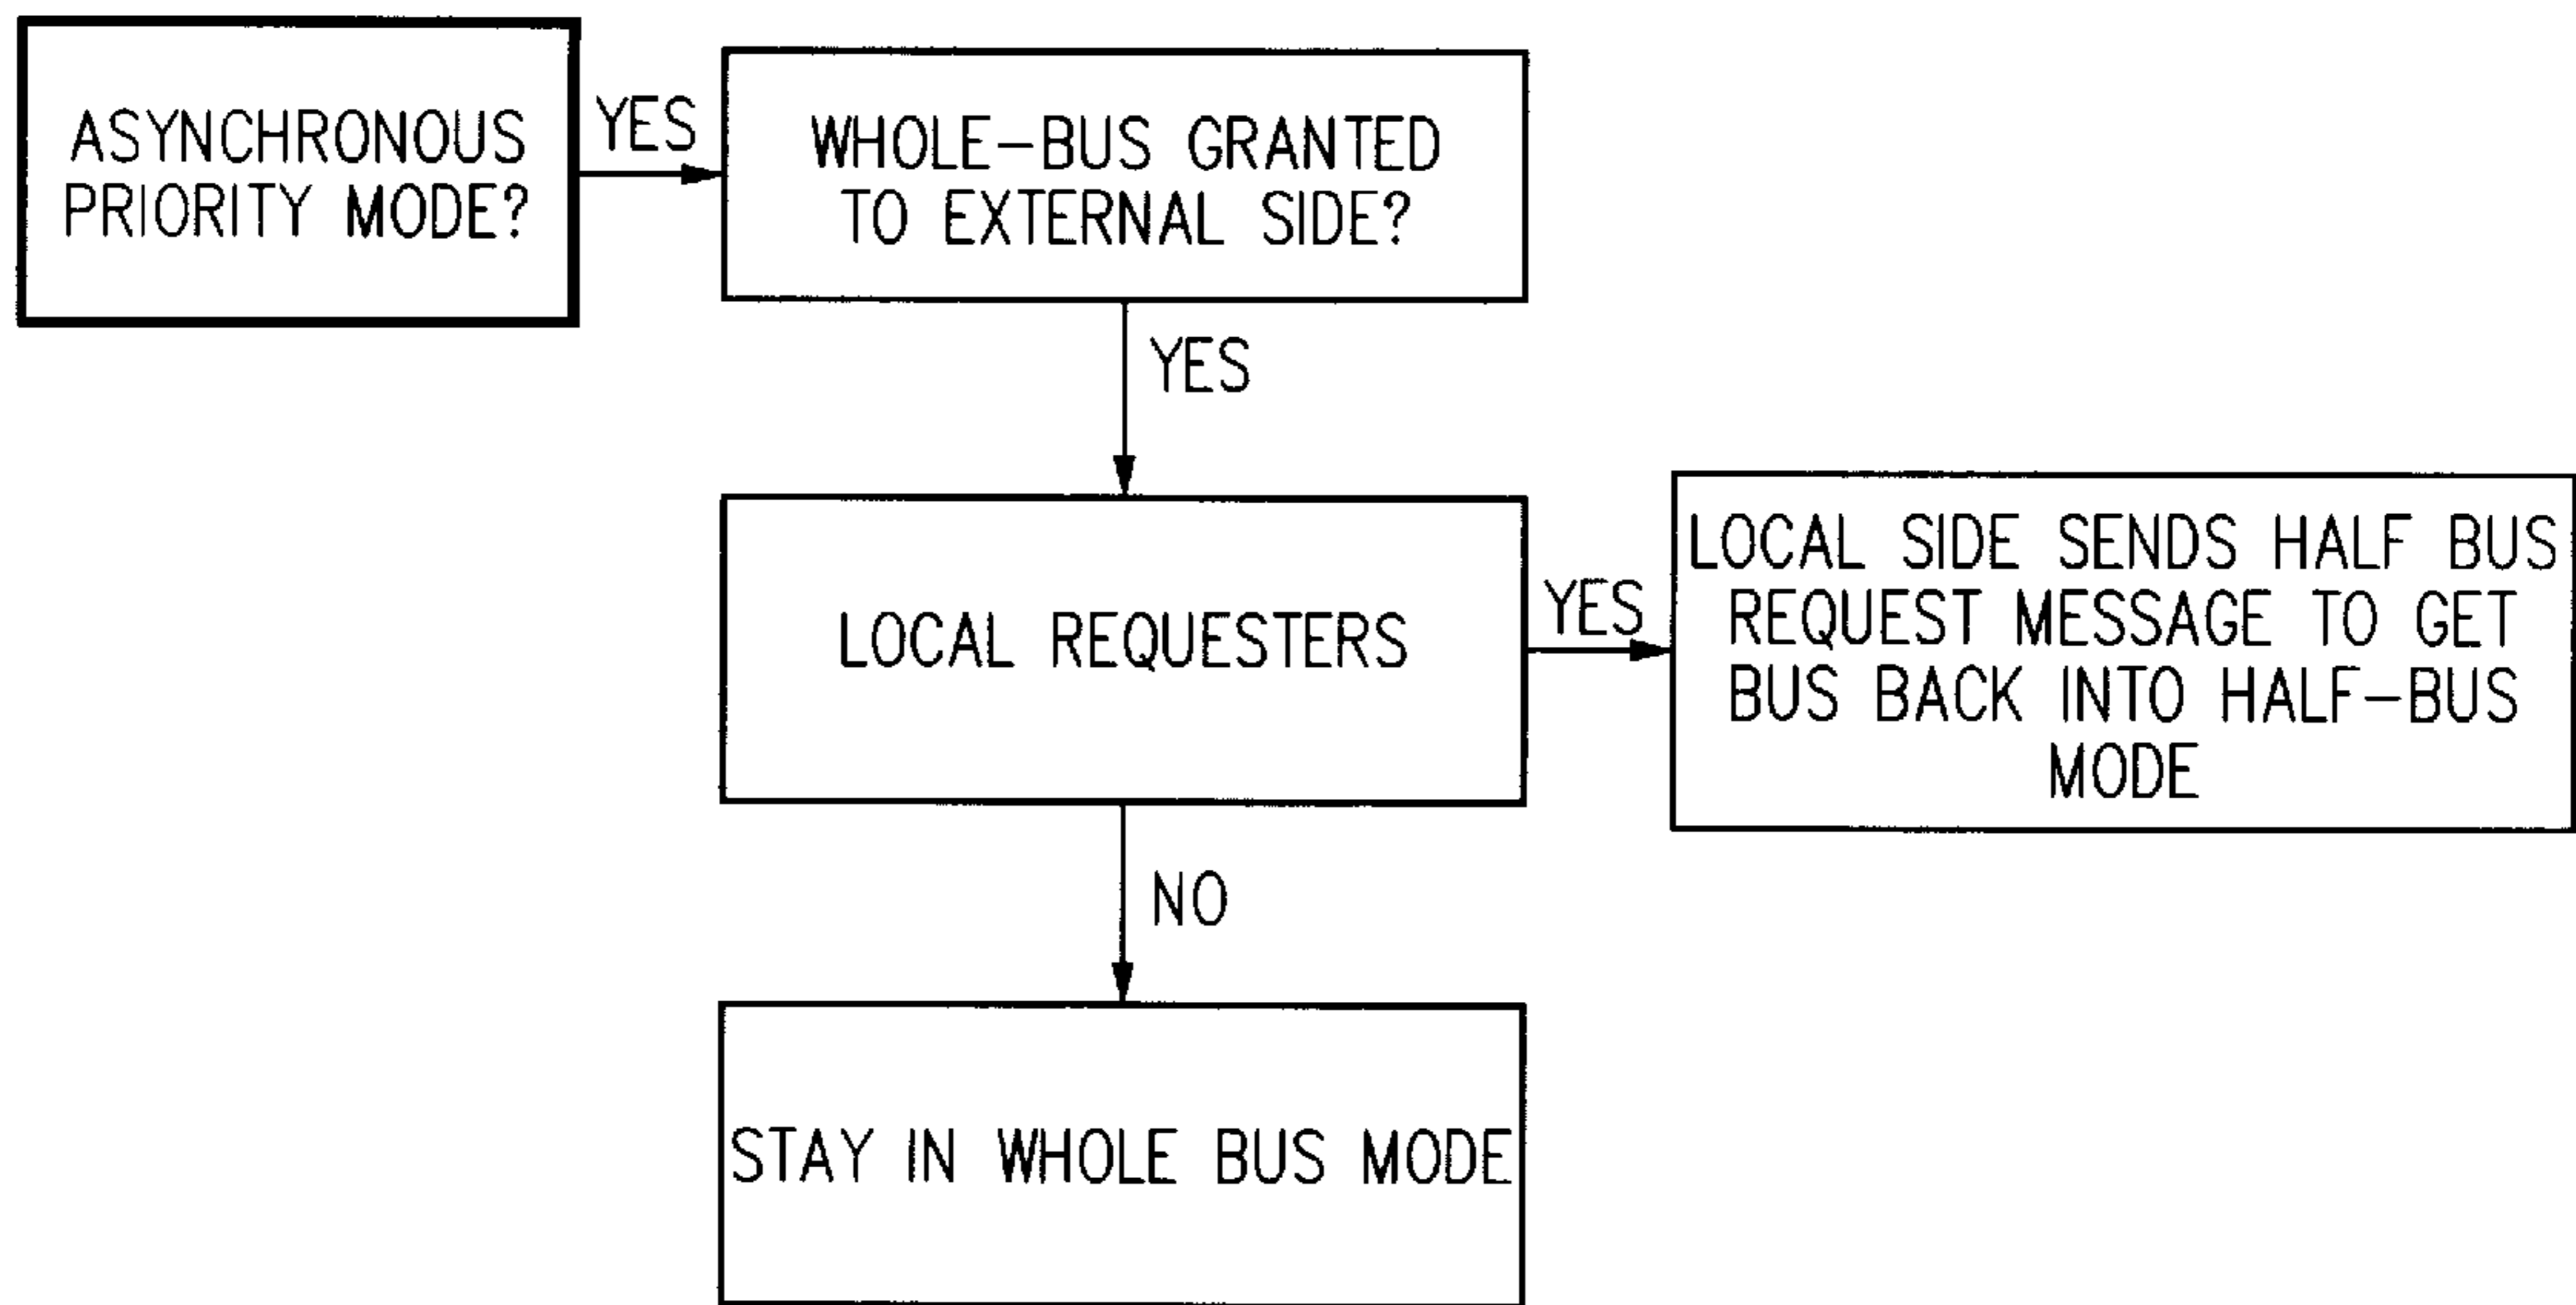 ASYNCHRONOUS
PRIORITY MODE?
YES
WHOLE-BUS GRANTED
TO EXTERNAL SIDE?
YES
LOCAL REQUESTERS
YES
LOCAL SIDE SENDS HALF BUS
REQUEST MESSAGE TO GET
BUS BACK INTO HALF-BUS
MODE
NO
STAY IN WHOLE BUS MODE